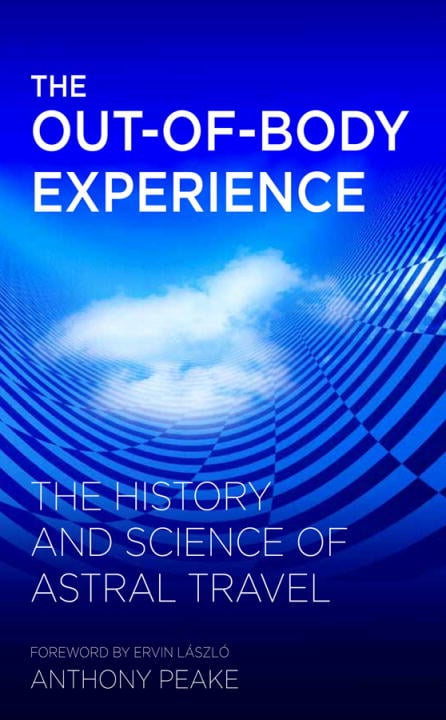 THE
OUT-OF-BODY
EXPERIENCE
THE HISTORY
AND SCIENCE OF
ASTRAL TRAVEL
FOREWORD BY ERVIN LÁSZLÓ
ANTHONY PEAKE